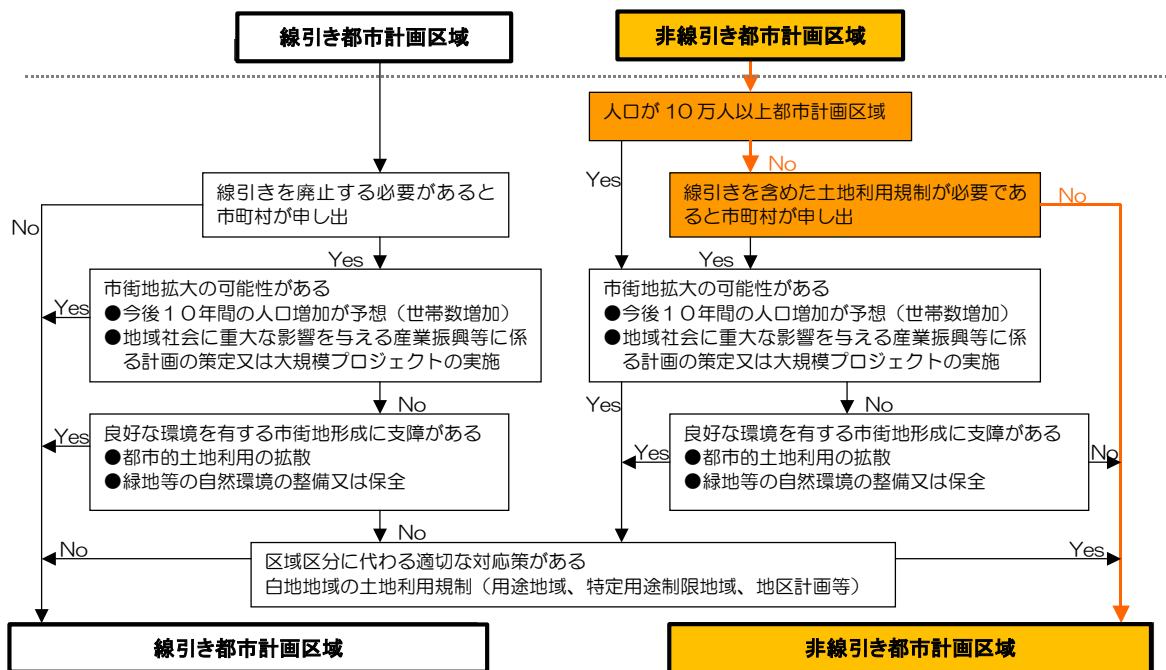 線引き都市計画区域
非線引き都市計画区域
人口が 10 万人以上都市計画区域
No
Yes
線引きを廃止する必要があると
市町村が申し出
線引きを含めた土地利用規制が必要であ
ると市町村が申し出
No
No
Yes
Yes
市街地拡大の可能性がある
●今後10年間の人口増加が予想（世帯数増加）
●地域社会に重大な影響を与える産業振興等に係
る計画の策定又は大規模プロジェクトの実施
Yes
市街地拡大の可能性がある
●今後10年間の人口増加が予想（世帯数増加）
●地域社会に重大な影響を与える産業振興等に係
る計画の策定又は大規模プロジェクトの実施
No
Yes
No
良好な環境を有する市街地形成に支障がある
●都市的土地利用の拡散
●緑地等の自然環境の整備又は保全
Yes
良好な環境を有する市街地形成に支障がある
●都市的土地利用の拡散
●緑地等の自然環境の整備又は保全
Yes
No
No
No
区域区分に代わる適切な対応策がある
白地地域の土地利用規制（用途地域、特定用途制限地域、地区計画等）
Yes
線引き都市計画区域
非線引き都市計画区域